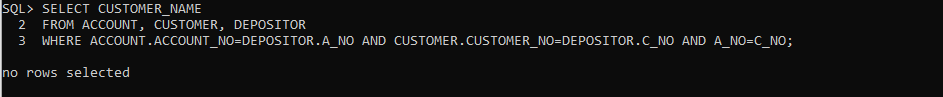 SQL> SELECT CUSTOMER_NAME
2 FROM ACCOUNT, CUSTOMER, DEPOSITOR
3 WHERE ACCOUNT.ACCOUNT_NO=DEPOSITOR.A_NO AND CUSTOMER.CUSTOMER_NO=DEPOSITOR.C_NO AND A_NO=C_NO;
no rows selected